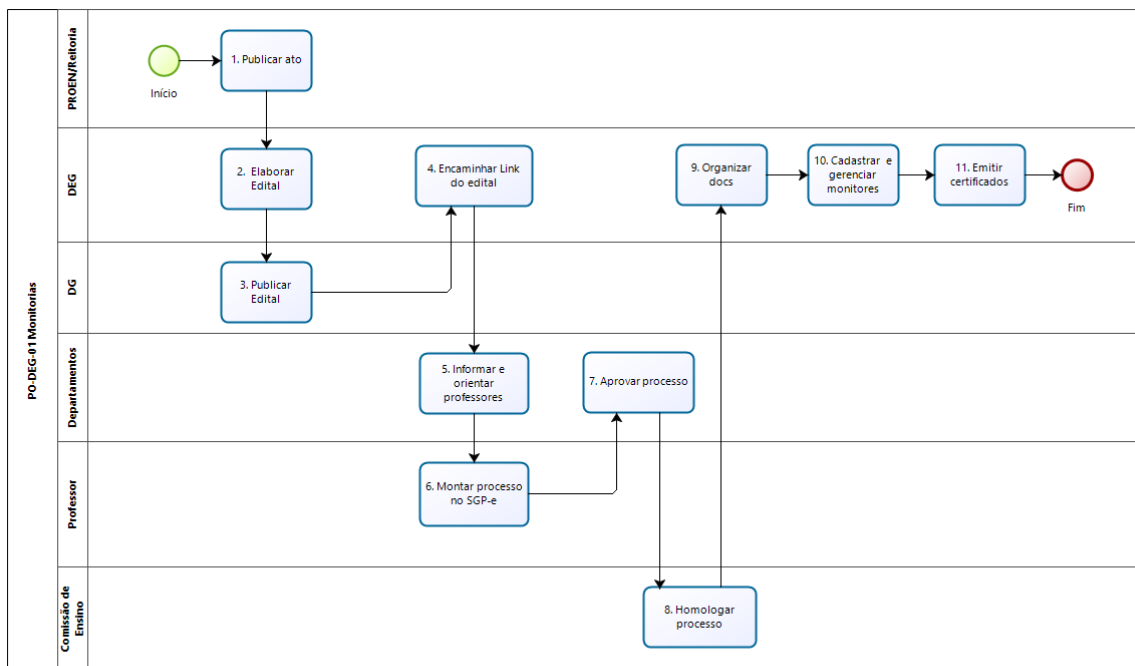 PO-DEG-01 Monitorias
PROEN/Reitoria
Início
1. Publicar ato
DEG
2. Elaborar
Edital
4. Encaminhar Link
do edital
9. Organizar
docs
10. Cadastrar e
gerenciar
monitores
11. Emitir
certificados
Fim
DG
3. Publicar
Edital
Departamentos
5. Informar e
orientar
professores
7. Aprovar processo
Professor
6. Montar processo
no SGP-e
Comissão de
Ensino
8. Homologar
processo